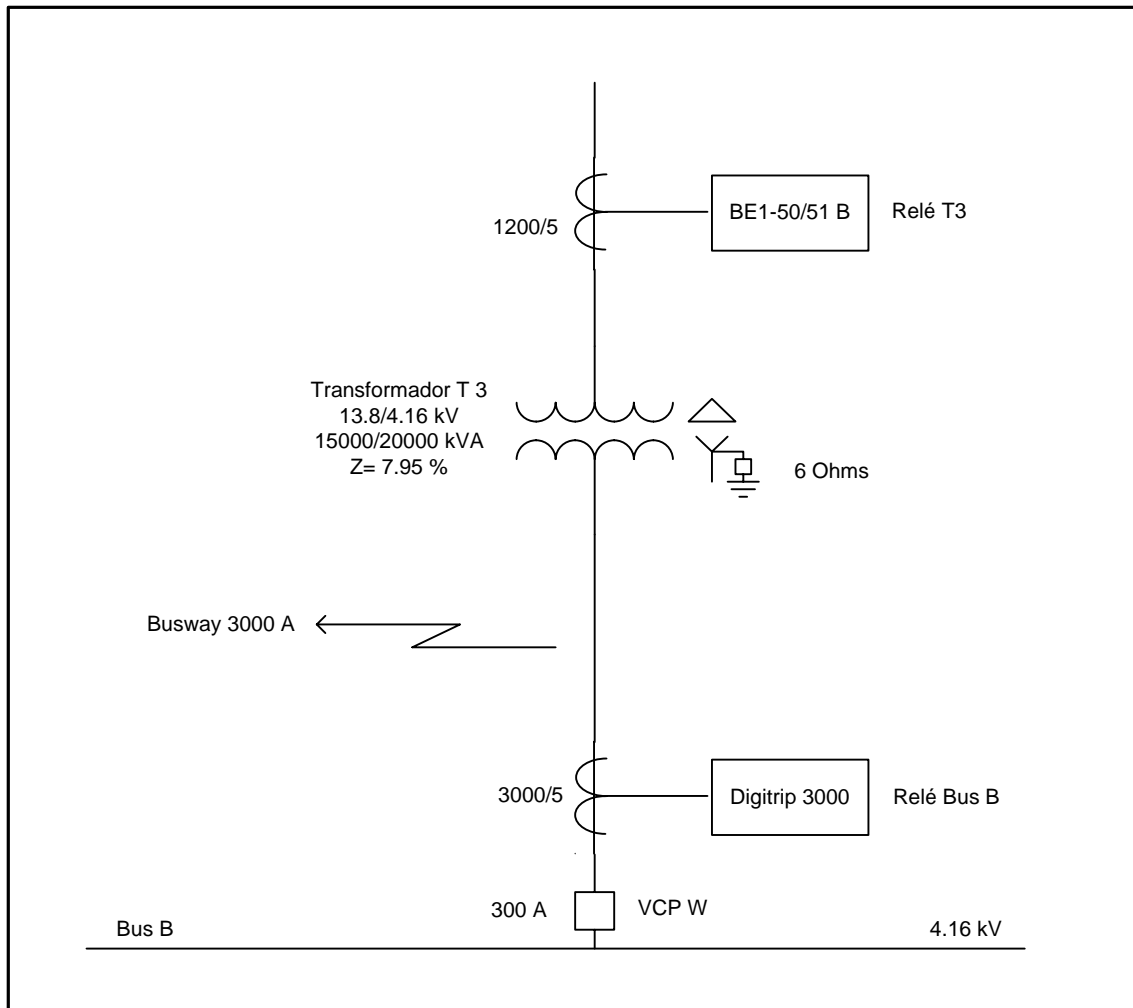 1200/5
BE1-50/51 B
Relé T3
Transformador T 3
13.8/4.16 kV
15000/20000 kVA
Z= 7.95 %
6 Ohms
Busway 3000 A
3000/5
Digitrip 3000
Relé Bus B
300 A
VCP W
Bus B
4.16 kV